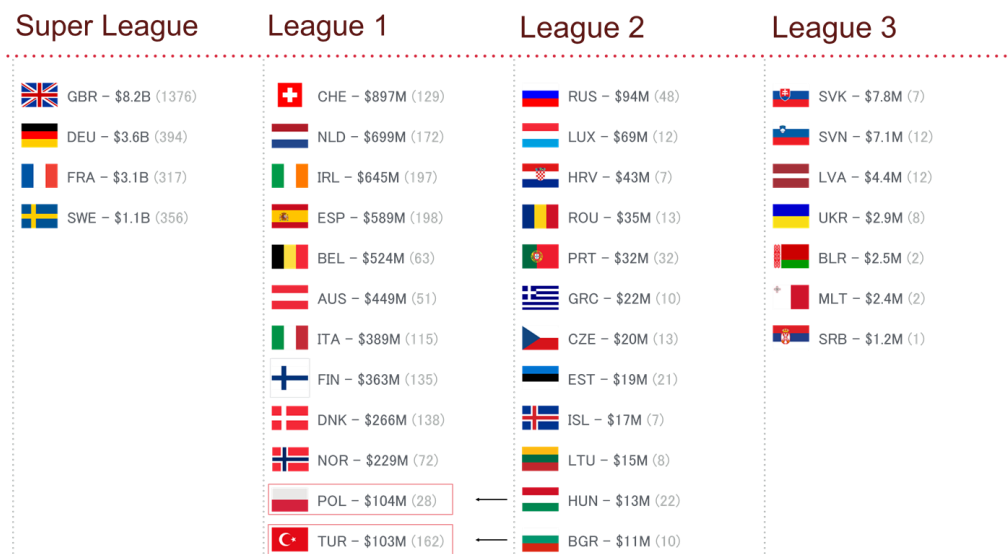 Super League
League 1
League 2
League 3
GBR – $8.2B (1376)
DEU – $3.6B (394)
FRA – $3.1B (317)
SWE – $1.1B (356)
CHE – $897M (129)
NLD – $699M (172)
IRL – $645M (197)
ESP – $589M (198)
BEL – $524M (63)
AUS – $449M (51)
ITA – $389M (115)
FIN – $363M (135)
DNK – $266M (138)
NOR – $229M (72)
POL – $104M (28)
TUR – $103M (162)
RUS – $94M (48)
LUX – $69M (12)
HRV – $43M (7)
ROU – $35M (13)
PRT – $32M (32)
GRC – $22M (10)
CZE – $20M (13)
EST – $19M (21)
ISL – $17M (7)
LTU – $15M (8)
HUN – $13M (22)
BGR – $11M (10)
SVK – $7.8M (7)
SVN – $7.1M (12)
LVA – $4.4M (12)
UKR – $2.9M (8)
BLR – $2.5M (2)
MLT – $2.4M (2)
SRB – $1.2M (1)